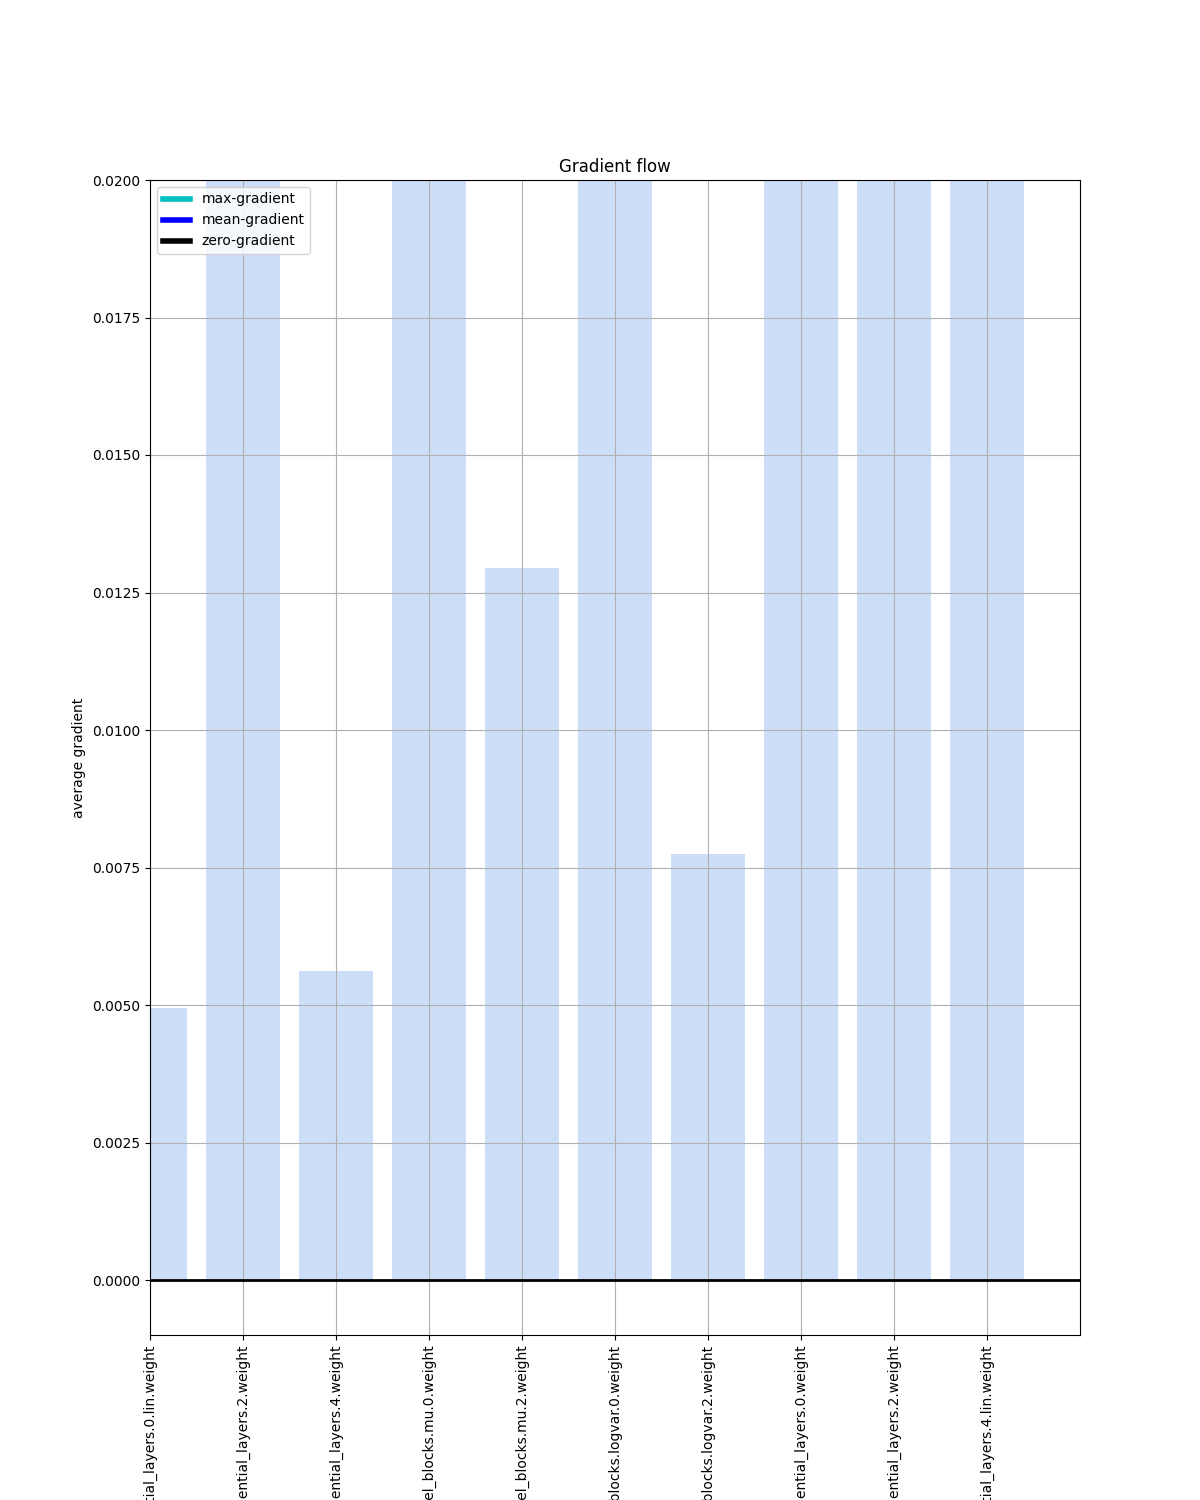 Gradient flow
max-gradient
mean-gradient
zero-gradient
0.0200
0.0175
0.0150
0.0125
0.0100
0.0075
0.0050
0.0025
0.0000
average gradient
tial_layers.0.lin.weight
ential_layers.2.weight
ential_layers.4.weight
el_blocks.mu.0.weight
el_blocks.mu.2.weight
blocks.logvar.0.weight
blocks.logvar.2.weight
ential_layers.0.weight
ential_layers.2.weight
tial_layers.4.lin.weight